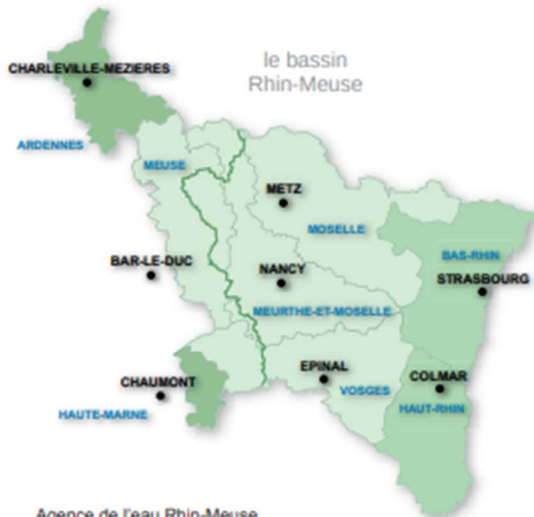 le bassin
Rhin-Meuse
CHARLEVILLE-MEZIERES
ARDENNES
MEUSE
METZ
MOSELLE
BAS-RHIN
BAR-LE-DUC
NANCY
STRASBOURG
MEURTHE-ET-MOSELLE
EPINAL
CHAUMONT
VOSGES
COLMAR
HAUTE-MARNE
HAUT-RHIN
Agence de l'eau Rhin-Meuse